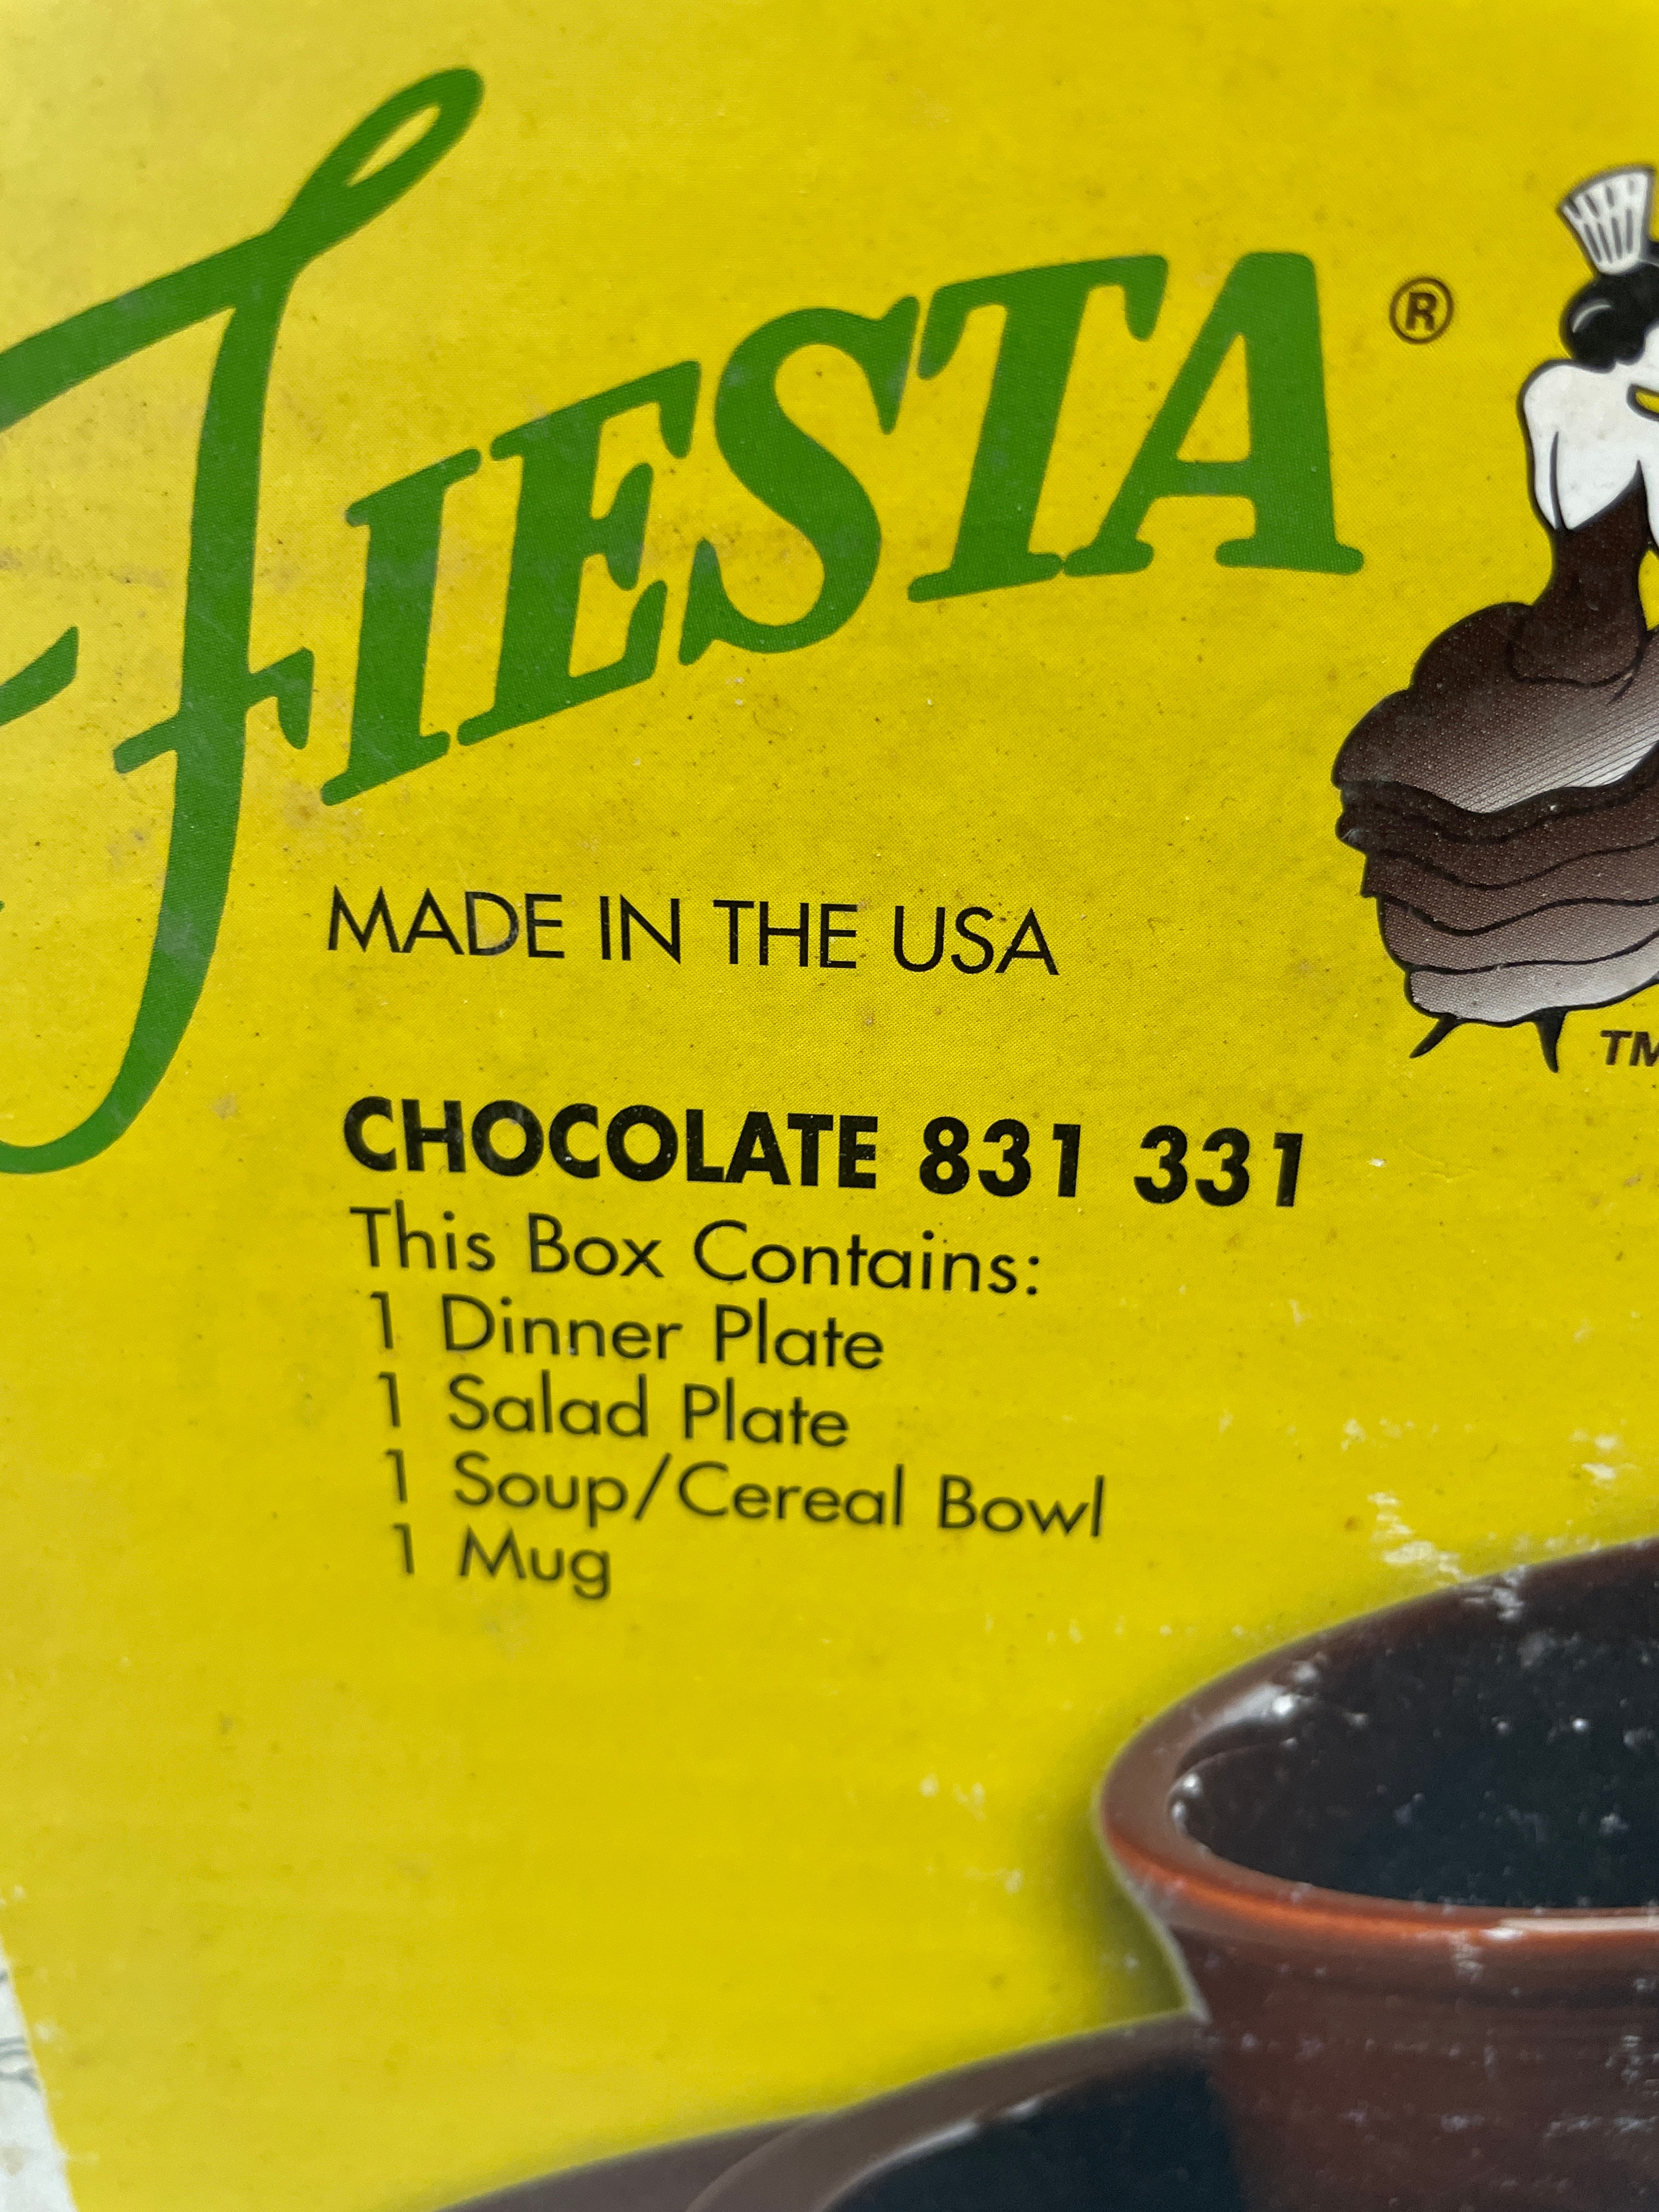 FIESTA®
MADE IN THE USA
TM
CHOCOLATE 831 331
This Box Contains:
1 Dinner Plate
1 Salad Plate
1 Soup/Cereal Bowl
1 Mug